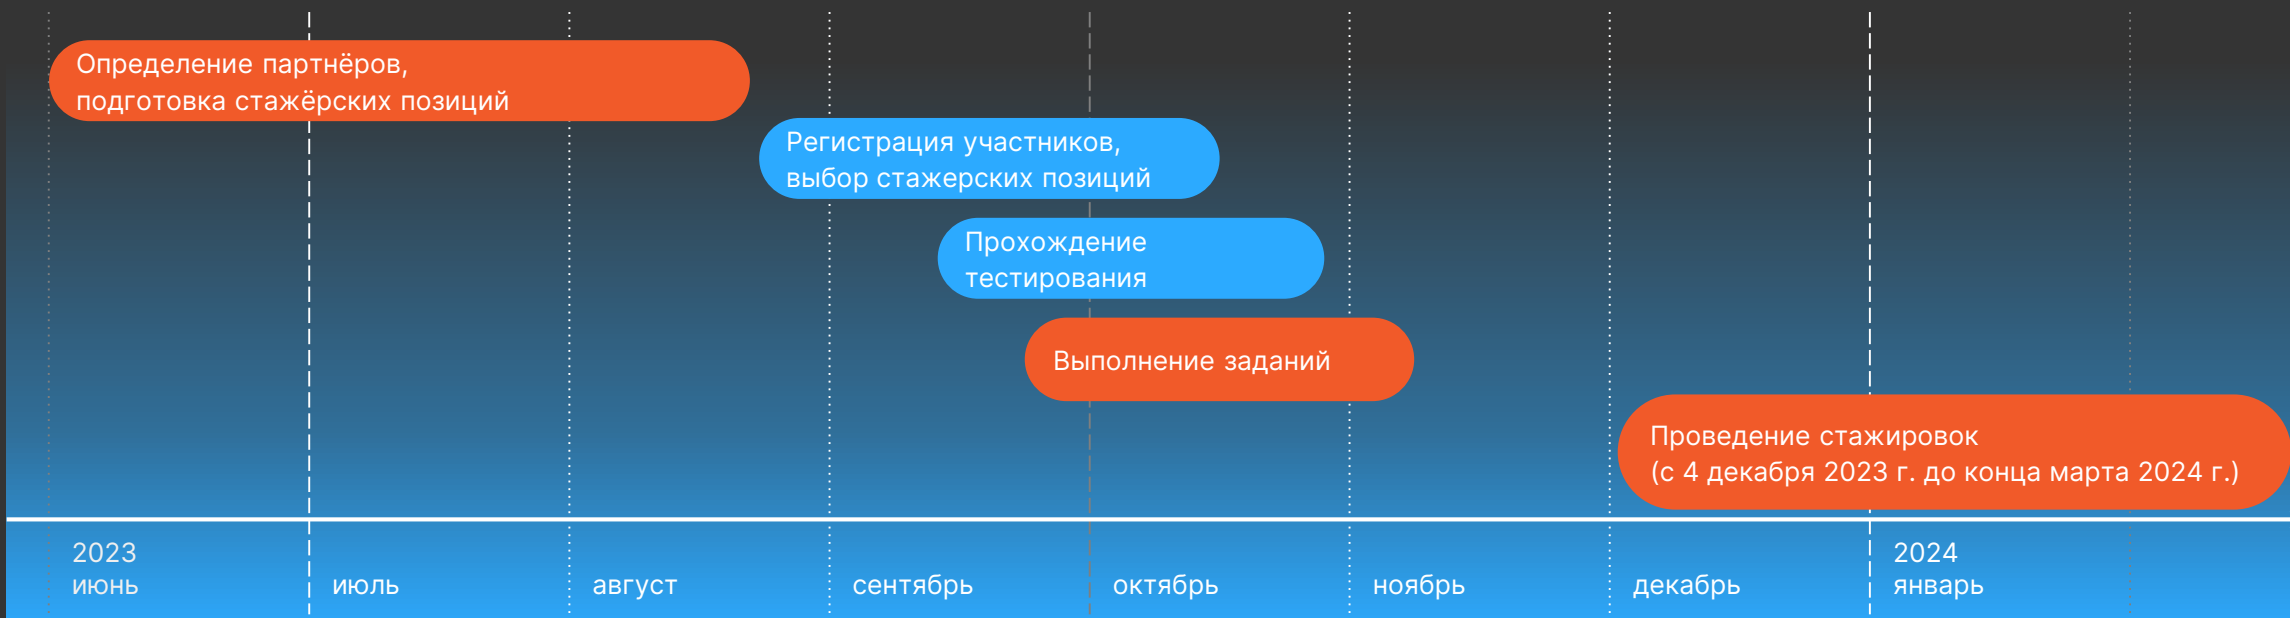 Определение партнёров,
подготовка стажёрских позиций
Регистрация участников,
выбор стажерских позиций
Прохождение
тестирования
Выполнение заданий
Проведение стажировок
(с 4 декабря 2023 г. до конца марта 2024 г.)
2023
июнь
июль
август
сентябрь
октябрь
ноябрь
декабрь
2024
январь